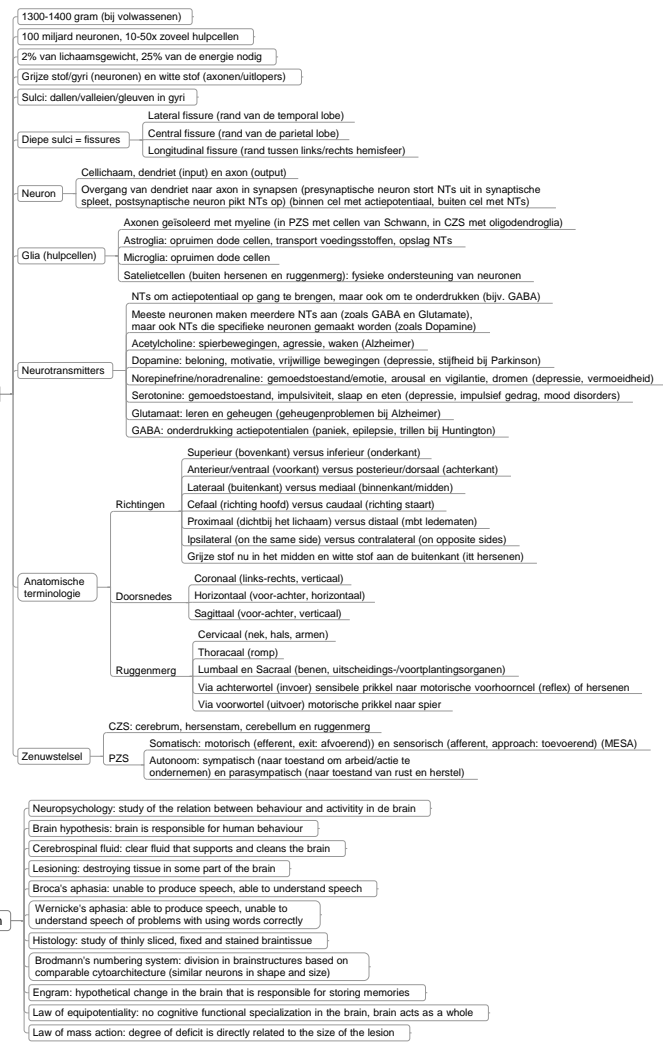 1300-1400 gram (bij volwassenen)
100 miljard neuronen, 10-50x zoveel hulpcellen
2% van lichaamsgewicht, 25% van de energie nodig
Grijze stof/gyri (neuronen) en witte stof (axonen/uitlopers)
Sulci: dallen/valleien/gleuven in gyri
Diepe sulci = fissures
Lateral fissure (rand van de temporal lobe)
Central fissure (rand van de parietal lobe)
Longitudinal fissure (rand tussen links/rechts hemisfeer)
Neuron
Cellichaam, dendriet (input) en axon (output)
Overgang van dendriet naar axon in synapsen (presynaptische neuron stort NTs uit in synaptische
spleet, postsynaptische neuron pikt NTs op) (binnen cel met actiepotentiaal, buiten cel met NTs)
Glia (hulpcellen)
Axonen geïsoleerd met myeline (in PZS met cellen van Schwann, in CZS met oligodendroglia)
Astroglia: opruimen dode cellen, transport voedingsstoffen, opslag NTs
Microglia: opruimen dode cellen
Satelietcellen (buiten hersenen en ruggenmerg): fysieke ondersteuning van neuronen
Neurotransmitters
NTs om actiepotentiaal op gang te brengen, maar ook om te onderdrukken (bijv. GABA)
Meeste neuronen maken meerdere NTs aan (zoals GABA en Glutamate),
maar ook NTs die specifieke neuronen gemaakt worden (zoals Dopamine)
Acetylcholine: spierbewegingen, agressie, waken (Alzheimer)
Dopamine: beloning, motivatie, vrijwillige bewegingen (depressie, stijfheid bij Parkinson)
Norepinefrine/noradrenaline: gemoedstoestand/emotie, arousal en vigilantie, dromen (depressie, vermoeidheid)
Serotonine: gemoedstoestand, impulsiviteit, slaap en eten (depressie, impulsief gedrag, mood disorders)
Glutamaat: leren en geheugen (geheugenproblemen bij Alzheimer)
GABA: onderdrukking actiepotentialen (paniek, epilepsie, trillen bij Huntington)
Anatomische
terminologie
Richtingen
Superieur (bovenkant) versus inferieur (onderkant)
Anterieur/ventraal (voorkant) versus posterieur/dorsaal (achterkant)
Lateraal (buitenkant) versus mediaal (binnenkant/midden)
Cefaal (richting hoofd) versus caudaal (richting staart)
Proximaal (dichtbij het lichaam) versus distaal (mbt ledematen)
Ipsilateral (on the same side) versus contralateral (on opposite sides)
Grijze stof nu in het midden en witte stof aan de buitenkant (itt hersenen)
Doorsnedes
Coronaal (links-rechts, verticaal)
Horizontaal (voor-achter, horizontaal)
Sagittaal (voor-achter, verticaal)
Ruggenmerg
Cervicaal (nek, hals, armen)
Thoracaal (romp)
Lumbaal en Sacraal (benen, uitscheidings-/voortplantingsorganen)
Via achterwortel (invoer) sensibele prikkel naar motorische voorhoorncel (reflex) of hersenen
Via voorwortel (uitvoer) motorische prikkel naar spier
Zenuwstelsel
CZS: cerebrum, hersenstam, cerebellum en ruggenmerg
PZS
Somatisch: motorisch (efferent, exit: afvoerend)) en sensorisch (afferent, approach: toevoerend) (MESA)
Autonoom: sympatisch (naar toestand om arbeid/actie te
ondernemen) en parasympatisch (naar toestand van rust en herstel)
Neuropsychology: study of the relation between behaviour and activitity in de brain
Brain hypothesis: brain is responsible for human behaviour
Cerebrospinal fluid: clear fluid that supports and cleans the brain
Lesioning: destroying tissue in some part of the brain
Broca's aphasia: unable to produce speech, able to understand speech
Wernicke's aphasia: able to produce speech, unable to
understand speech of problems with using words correctly
Histology: study of thinly sliced, fixed and stained braintissue
Brodmann's numbering system: division in brainstructures based on
comparable cytoarchitecture (similar neurons in shape and size)
Engram: hypothetical change in the brain that is responsible for storing memories
Law of equipotentiality: no cognitive functional specialization in the brain, brain acts as a whole
Law of mass action: degree of deficit is directly related to the size of the lesion